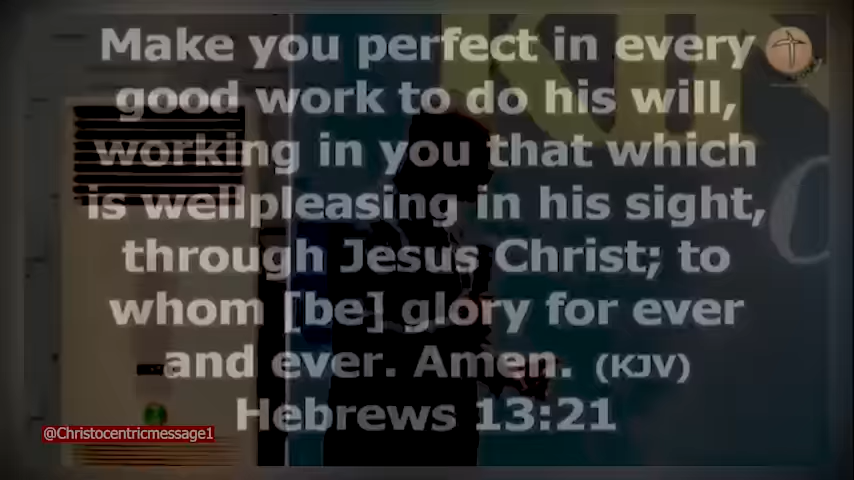 Make you perfect in every
good work to do his will,
working in you that which
is wellpleasing in his sight,
through Jesus Christ; to
whom [be] glory for ever
and ever. Amen. (KJV)
Hebrews 13:21
@Christocentricmessage1